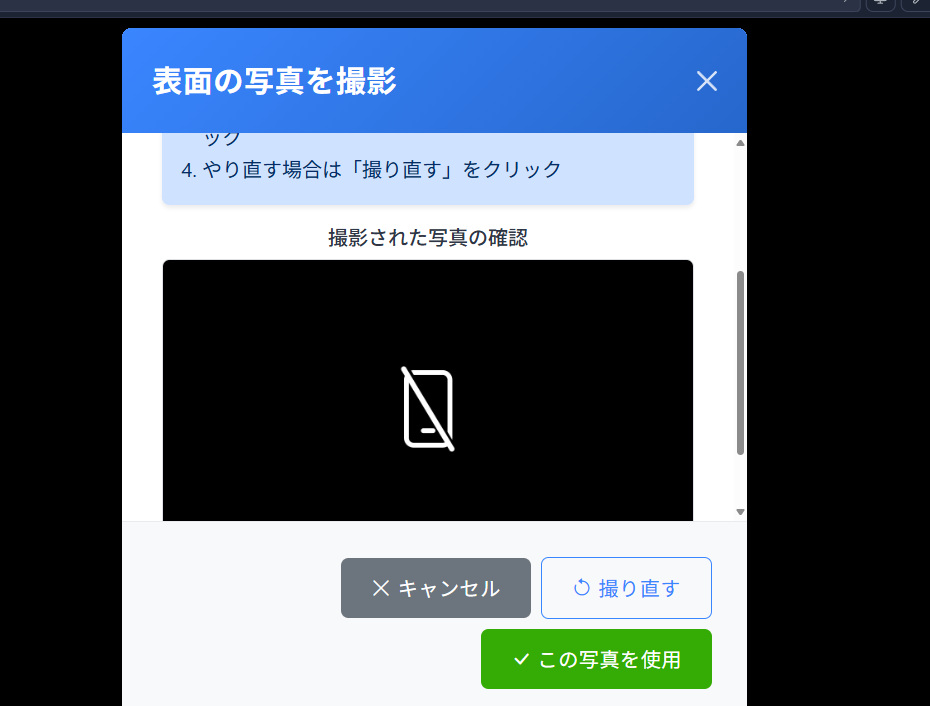 表面の写真を撮影
ック
4. やり直す場合は「撮り直す」をクリック
撮影された写真の確認
キャンセル
撮り直す
この写真を使用